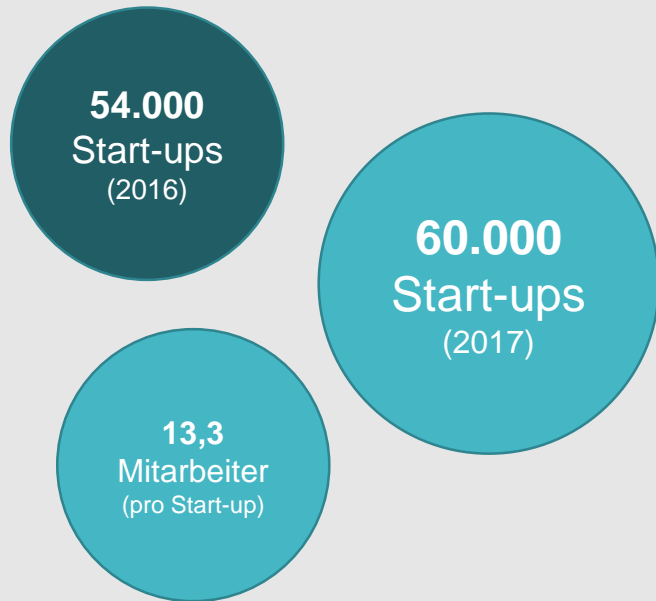 54.000
Start-ups
(2016)
60.000
Start-ups
(2017)
13,3
Mitarbeiter
(pro Start-up)